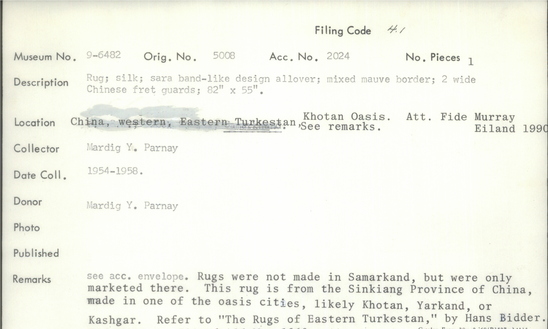 Filing Code 41
Museum No. 9-6482 Orig. No. 5008 Acc. No. 2024 No. Pieces 1
Description Rug; silk; sara band-like design allover; mixed mauve border; 2 wide
Chinese fret guards; 82" x 55".
Location China, western, Eastern Turkestan, Khotan Oasis. Att. Fide Murray
See remarks. Eiland 1990
Collector Mardig Y. Parnay
Date Coll. 1954-1958.
Donor Mardig Y. Parnay
Photo
Published
Remarks see acc. envelope. Rugs were not made in Samarkand, but were only
marketed there. This rug is from the Sinkiang Province of China,
made in one of the oasis cities, likely Khotan, Yarkand, or
Kashgar. Refer to "The Rugs of Eastern Turkestan," by Hans Bidder.